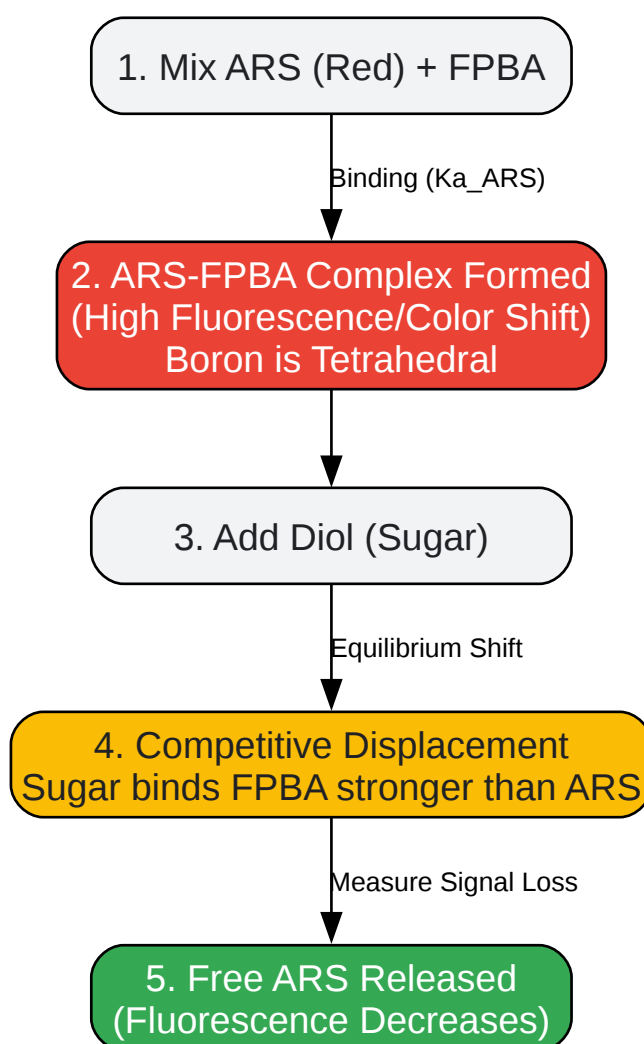 1. Mix ARS (Red) + FPBA
Binding (Ka_ARS)
2. ARS-FPBA Complex Formed
(High Fluorescence/Color Shift)
Boron is Tetrahedral
3. Add Diol (Sugar)
Equilibrium Shift
4. Competitive Displacement
Sugar binds FPBA stronger than ARS
Measure Signal Loss
5. Free ARS Released
(Fluorescence Decreases)